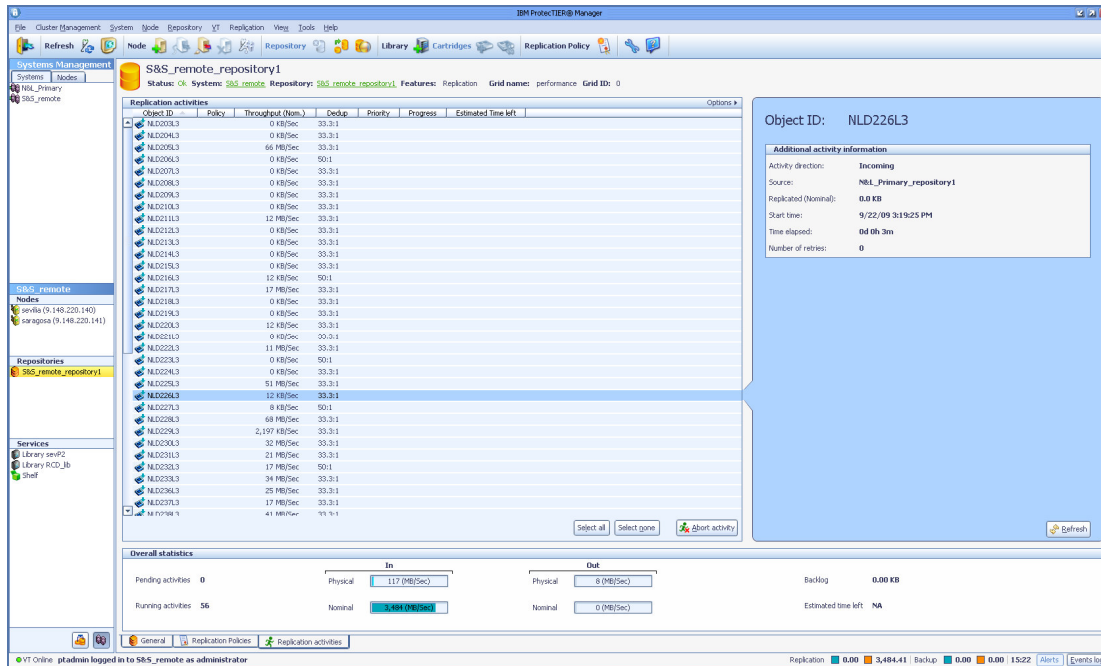 IBM ProtecTIER® Manager
File Cluster Management System Node Repository VT Replication View Tools Help
Refresh Node Repository Library Cartridges Replication Policy
Systems Management
Systems Nodes
N&L_Primary
S&S_remote
S&S_remote
Nodes
sevilia (9.148.220.140)
saragosa (9.148.220.141)
Repositories
S&S_remote_repository1
Services
Library sevP2
Library RCD_lib
Shelf
S&S_remote_repository1
Status: Ok System: S&S_remote Repository: S&S_remote_repository1 Features: Replication Grid name: performance Grid ID: 0
Replication activities Options
Object ID Policy Throughput (Nom.) Dedup Priority Progress Estimated Time left
NLD203L3 0 KB/Sec 33.3:1
NLD204L3 0 KB/Sec 33.3:1
NLD205L3 66 MB/Sec 33.3:1
NLD206L3 0 KB/Sec 50:1
NLD207L3 0 KB/Sec 33.3:1
NLD208L3 0 KB/Sec 33.3:1
NLD209L3 0 KB/Sec 33.3:1
NLD210L3 0 KB/Sec 33.3:1
NLD211L3 12 MB/Sec 33.3:1
NLD212L3 0 KB/Sec 33.3:1
NLD213L3 0 KB/Sec 33.3:1
NLD214L3 0 KB/Sec 33.3:1
NLD215L3 0 KB/Sec 33.3:1
NLD216L3 12 KB/Sec 50:1
NLD217L3 17 MB/Sec 33.3:1
NLD218L3 0 KB/Sec 33.3:1
NLD219L3 0 KB/Sec 33.3:1
NLD220L3 12 KB/Sec 33.3:1
NLD221L3 0 KB/Sec 33.3:1
NLD222L3 11 MB/Sec 33.3:1
NLD223L3 0 KB/Sec 50:1
NLD224L3 0 KB/Sec 33.3:1
NLD225L3 51 MB/Sec 33.3:1
NLD226L3 12 KB/Sec 33.3:1
NLD227L3 8 KB/Sec 50:1
NLD228L3 68 MB/Sec 33.3:1
NLD229L3 2,197 KB/Sec 33.3:1
NLD230L3 32 MB/Sec 33.3:1
NLD231L3 21 MB/Sec 33.3:1
NLD232L3 17 MB/Sec 50:1
NLD233L3 34 MB/Sec 33.3:1
NLD236L3 25 MB/Sec 33.3:1
NLD237L3 17 MB/Sec 33.3:1
NLD238L3 41 MB/Sec 33.3:1
Select all Select none Abort activity
Object ID: NLD226L3
Additional activity information
Activity direction: Incoming
Source: N&L_Primary_repository1
Replicated (Nominal): 0.0 KB
Start time: 9/22/09 3:19:25 PM
Time elapsed: 0d 0h 3m
Number of retries: 0
Refresh
Overall statistics
In Out
Pending activities 0 Physical 117 (MB/Sec) Physical 8 (MB/Sec) Backlog 0.00 KB
Running activities 56 Nominal 3,484 (MB/Sec) Nominal 0 (MB/Sec) Estimated time left NA
General Replication Policies Replication activities
VT Online ptadmin logged in to S&S_remote as administrator Replication 0.00 3,484.41 Backup 0.00 0.00 15:22 Alerts Events log